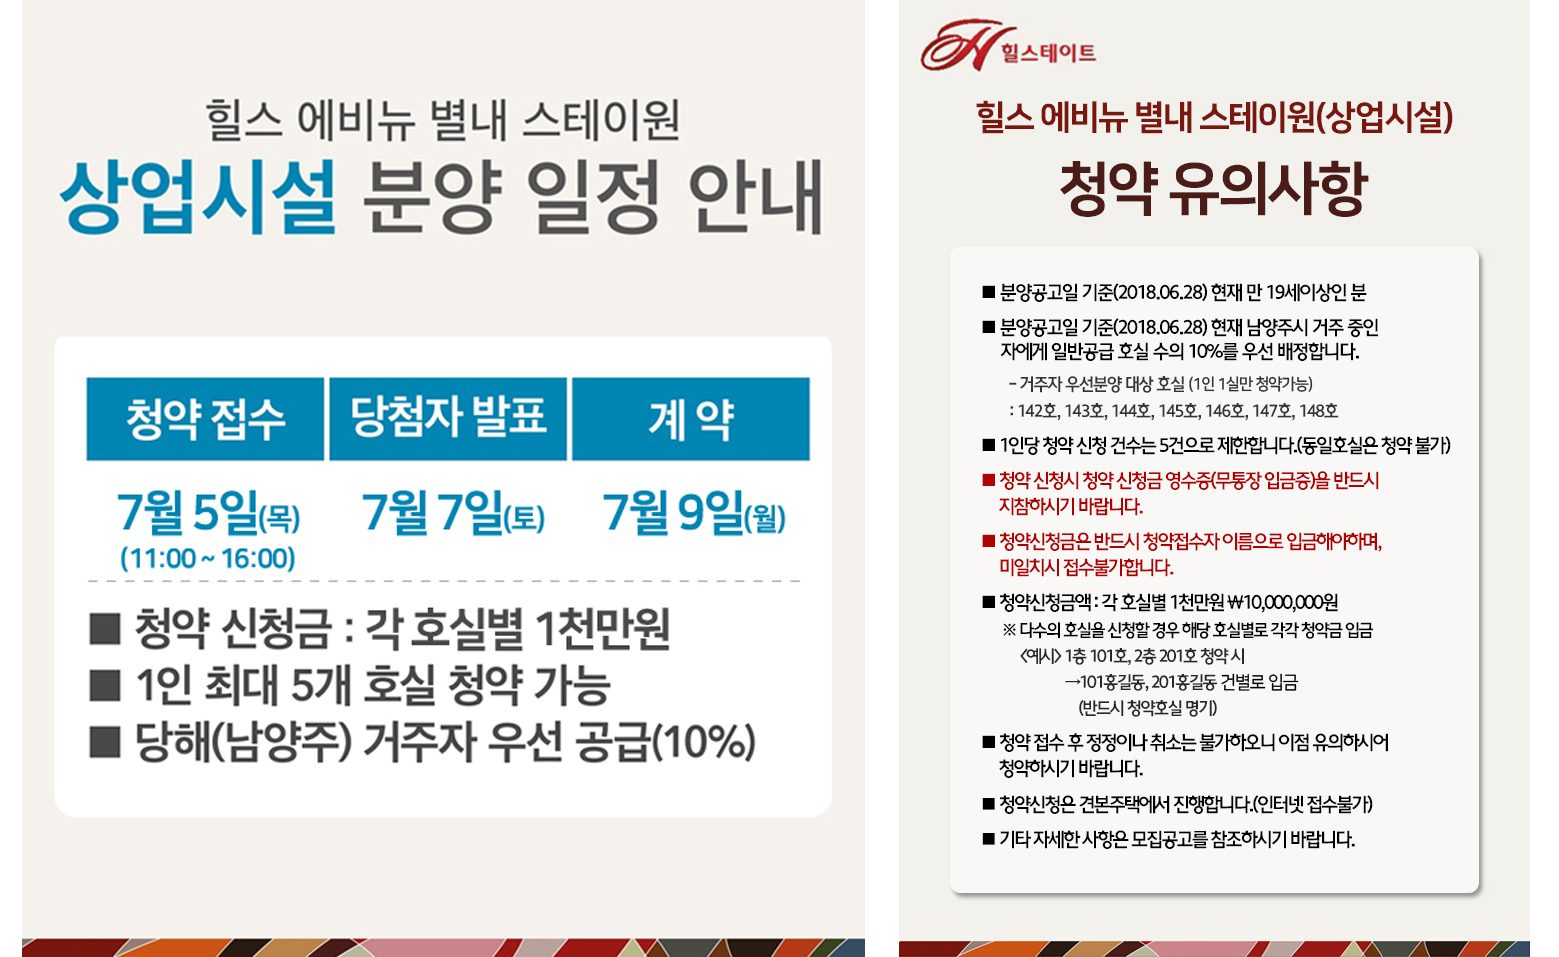 힐스 에비뉴 별내 스테이원
상업시설 분양 일정 안내
청약 접수 당첨자 발표 계 약
7월 5일(목) 7월 7일(토) 7월 9일(월)
(11:00 ~ 16:00)
■ 청약 신청금 : 각 호실별 1천만원
■ 1인 최대 5개 호실 청약 가능
■ 당해(남양주) 거주자 우선 공급(10%)
힐스테이트
힐스 에비뉴 별내 스테이원(상업시설)
청약 유의사항
■ 분양공고일 기준(2018.06.28) 현재 만 19세이상인 분
■ 분양공고일 기준(2018.06.28) 현재 남양주시 거주 중인
자에게 일반공급 호실 수의 10%를 우선 배정합니다.
- 거주자 우선분양 대상 호실 (1인 1실만 청약가능)
: 142호, 143호, 144호, 145호, 146호, 147호, 148호
■ 1인당 청약 신청 건수는 5건으로 제한합니다.(동일호실은 청약 불가)
■ 청약 신청시 청약 신청금 영수증(무통장 입금증)을 반드시
지참하시기 바랍니다.
■ 청약신청금은 반드시 청약접수자 이름으로 입금해야하며,
미일치시 접수불가합니다.
■ 청약신청금액 : 각 호실별 1천만원 ₩10,000,000원
※ 다수의 호실을 신청할 경우 해당 호실별로 각각 청약금 입금
<예시> 1층 101호, 2층 201호 청약 시
→101홍길동, 201홍길동 건별로 입금
(반드시 청약호실 명기)
■ 청약 접수 후 정정이나 취소는 불가하오니 이점 유의하시어
청약하시기 바랍니다.
■ 청약신청은 견본주택에서 진행합니다.(인터넷 접수불가)
■ 기타 자세한 사항은 모집공고를 참조하시기 바랍니다.